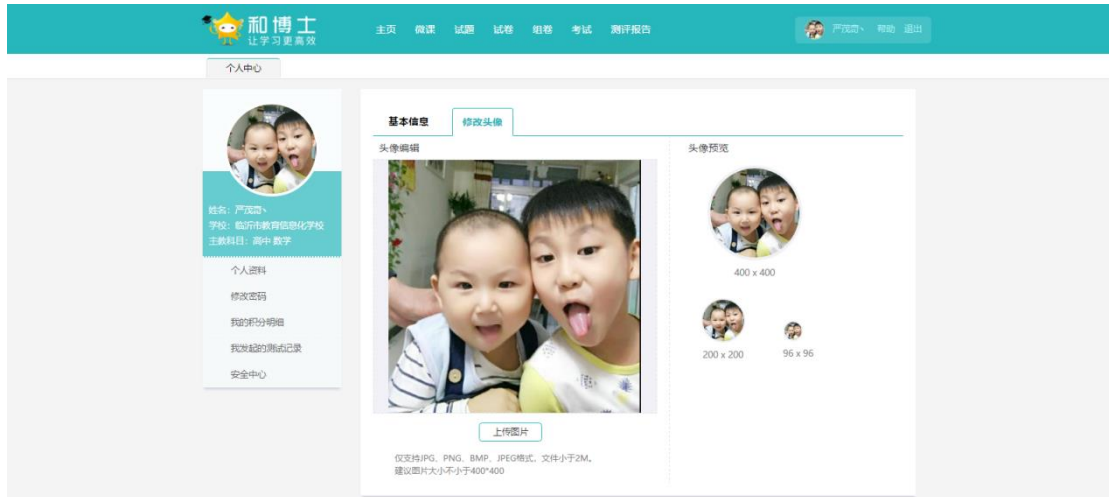 和博士
让学习更高效
主页 微课 试题 试卷 组卷 考试 测评报告
帮助 退出
个人中心
姓名：
学校：临沂市教育信息化学校
主教科目：高中 数学
个人资料
修改密码
我的积分明细
我发起的测试记录
安全中心
基本信息 修改头像
头像编辑
上传图片
仅支持JPG、PNG、BMP、JPEG格式，文件小于2M。
建议图片大小不小于400*400
头像预览
400 x 400
200 x 200 96 x 96